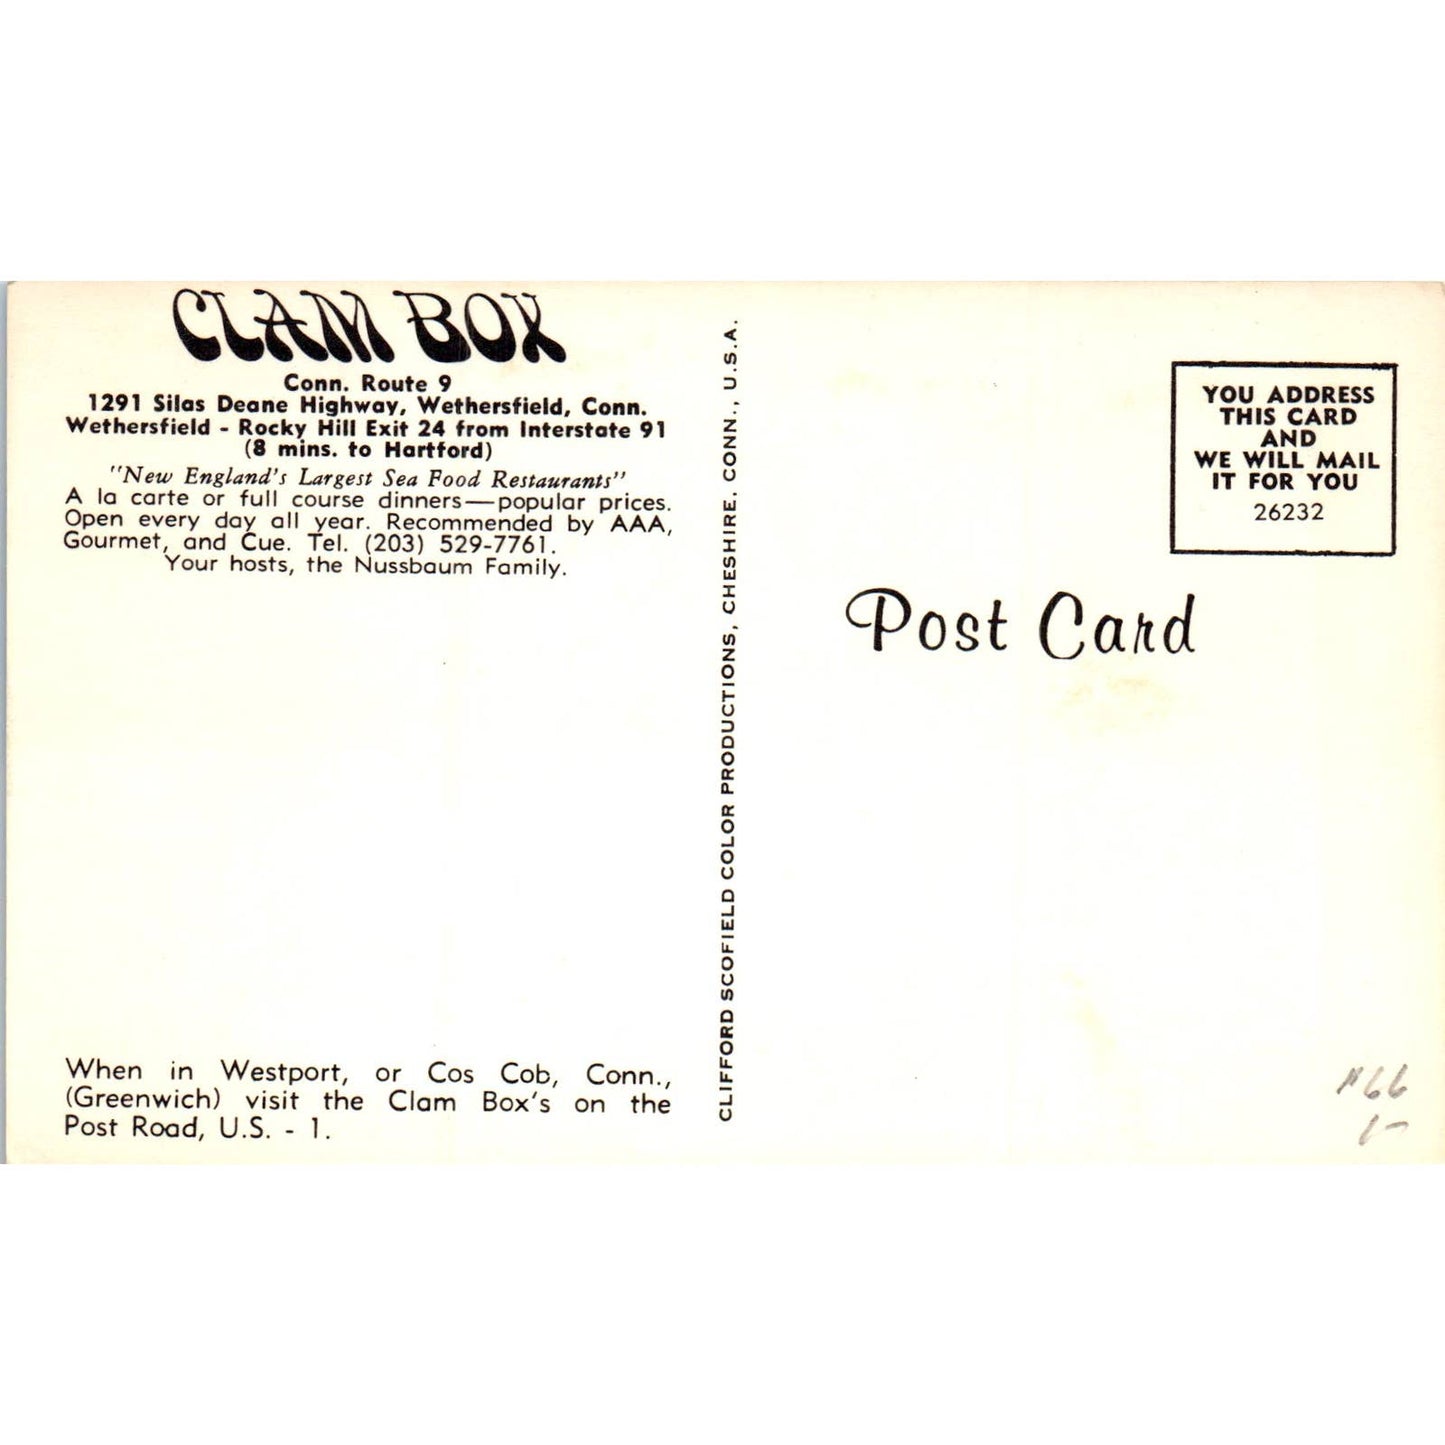 CLAM BOX
Conn. Route 9
1291 Silas Deane Highway, Wethersfield, Conn.
Wethersfield - Rocky Hill Exit 24 from Interstate 91
(8 mins. to Hartford)
"New England's Largest Sea Food Restaurants"
A la carte or full course dinners—popular prices.
Open every day all year. Recommended by AAA,
Gourmet, and Cue. Tel. (203) 529-7761.
Your hosts, the Nussbaum Family.
When in Westport, or Cos Cob, Conn.,
(Greenwich) visit the Clam Box's on the
Post Road, U.S. - 1.
CLIFFORD SCOFIELD COLOR PRODUCTIONS, CHESHIRE, CONN., U.S.A.
YOU ADDRESS
THIS CARD
AND
WE WILL MAIL
IT FOR YOU
26232
Post Card
66